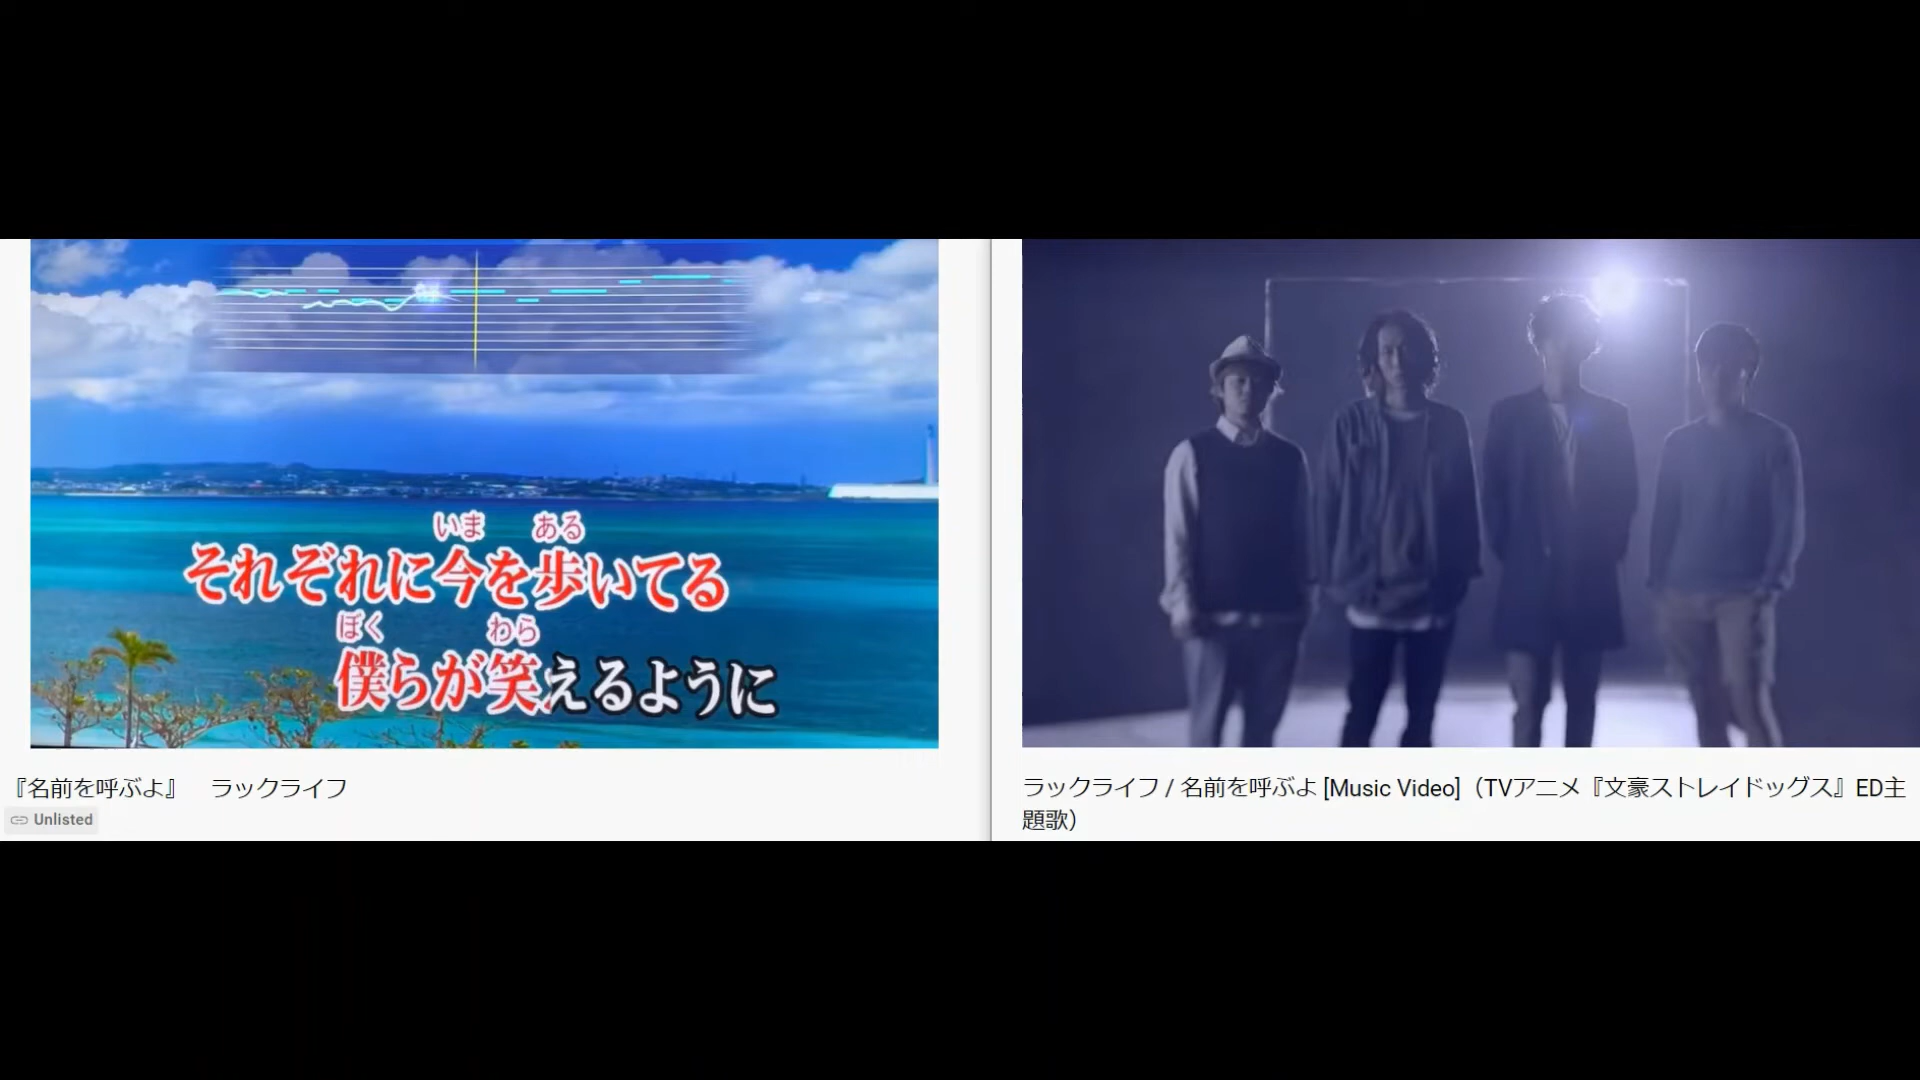 いま ある
それぞれに今を歩いてる
ぼく わら
僕らが笑えるように
『名前を呼ぶよ』　ラックライフ
Unlisted
ラックライフ / 名前を呼ぶよ [Music Video]（TVアニメ『文豪ストレイドッグス』ED主
題歌）